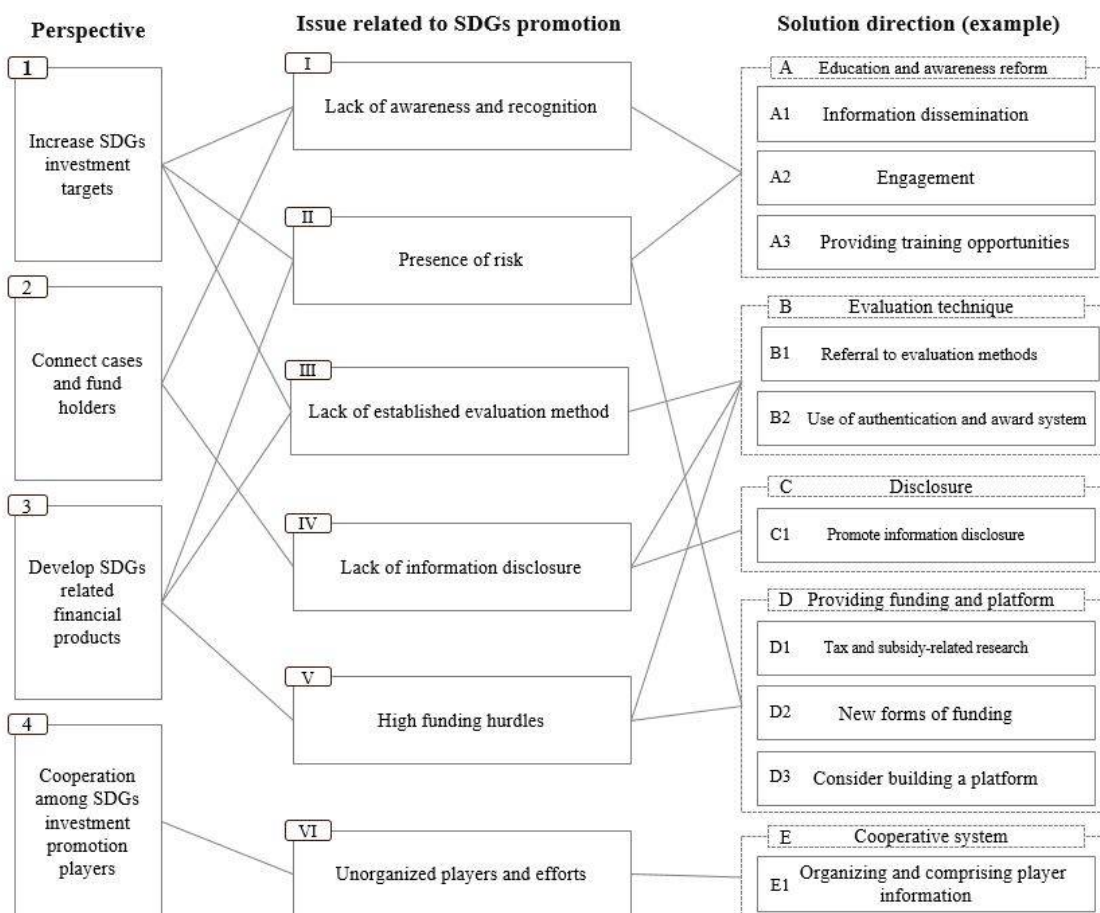 Perspective
Issue related to SDGs promotion
Solution direction (example)
1
Increase SDGs
investment
targets
2
Connect cases
and fund
holders
3
Develop SDGs
related
financial
products
4
Cooperation
among SDGs
investment
promotion
players
I
Lack of awareness and recognition
II
Presence of risk
III
Lack of established evaluation method
IV
Lack of information disclosure
V
High funding hurdles
VI
Unorganized players and efforts
A Education and awareness reform
A1 Information dissemination
A2 Engagement
A3 Providing training opportunities
B Evaluation technique
B1 Referral to evaluation methods
B2 Use of authentication and award system
C Disclosure
C1 Promote information disclosure
D Providing funding and platform
D1 Tax and subsidy-related research
D2 New forms of funding
D3 Consider building a platform
E Cooperative system
E1 Organizing and comprising player
information